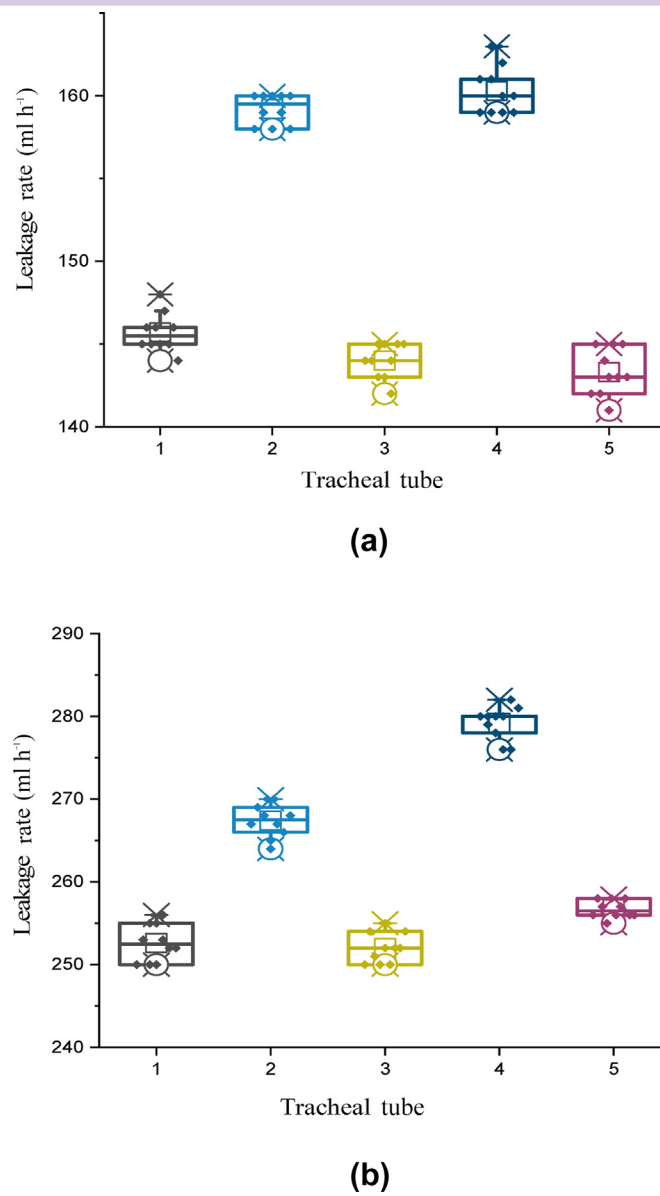 160
150
140
Leakage rate (ml h⁻¹)
1 2 3 4 5
Tracheal tube
(a)
290
280
270
260
250
240
Leakage rate (ml h⁻¹)
1 2 3 4 5
Tracheal tube
(b)